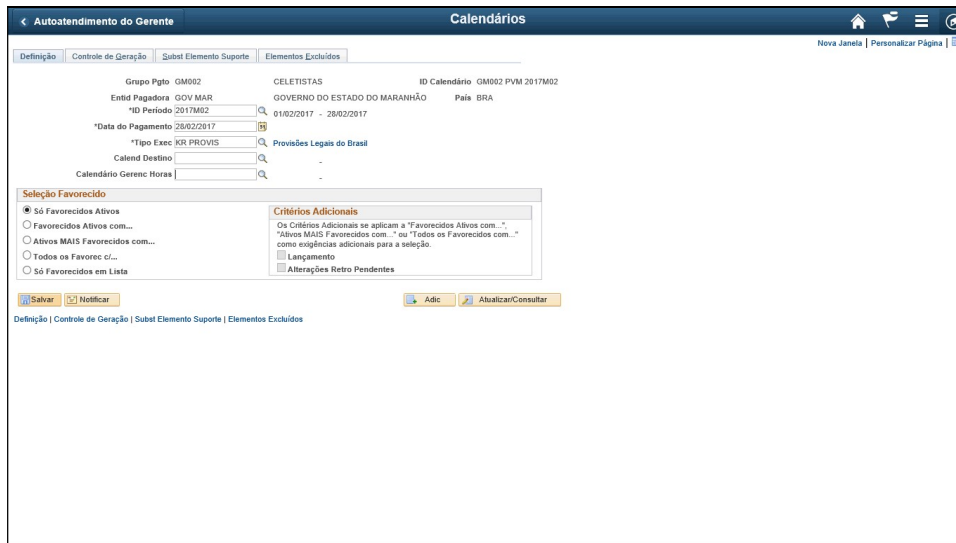 Autoatendimento do Gerente
Calendários
Nova Janela | Personalizar Página |
Definição Controle de Geração Subst Elemento Suporte Elementos Excluídos
Grupo Pgto GM002 CELETISTAS ID Calendário GM002 PVM 2017M02
Entid Pagadora GOV MAR GOVERNO DO ESTADO DO MARANHÃO País BRA
*ID Período 2017M02 01/02/2017 - 28/02/2017
*Data do Pagamento 28/02/2017
*Tipo Exec KR PROVIS Provisões Legais do Brasil
Calend Destino -
Calendário Gerenc Horas -
Seleção Favorecido
Só Favorecidos Ativos
Favorecidos Ativos com...
Ativos MAIS Favorecidos com...
Todos os Favorec c/...
Só Favorecidos em Lista
Critérios Adicionais
Os Critérios Adicionais se aplicam a "Favorecidos Ativos com...",
"Ativos MAIS Favorecidos com..." ou "Todos os Favorecidos com..."
como exigências adicionais para a seleção.
Lançamento
Alterações Retro Pendentes
Salvar Notificar Adic Atualizar/Consultar
Definição | Controle de Geração | Subst Elemento Suporte | Elementos Excluídos